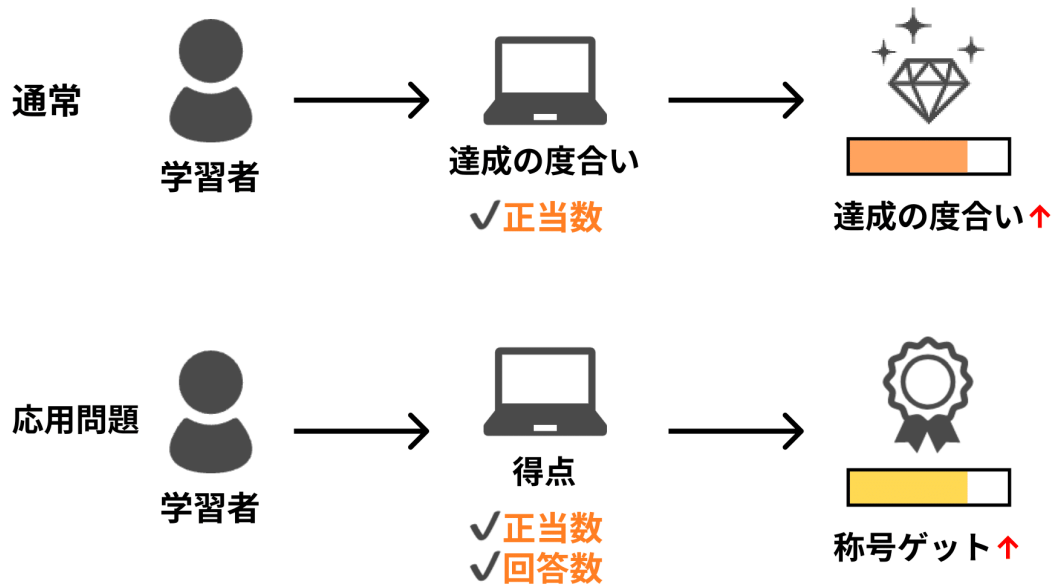 通常
学習者
達成の度合い
✓正当数
達成の度合い↑
応用問題
学習者
得点
✓正当数
✓回答数
称号ゲット↑